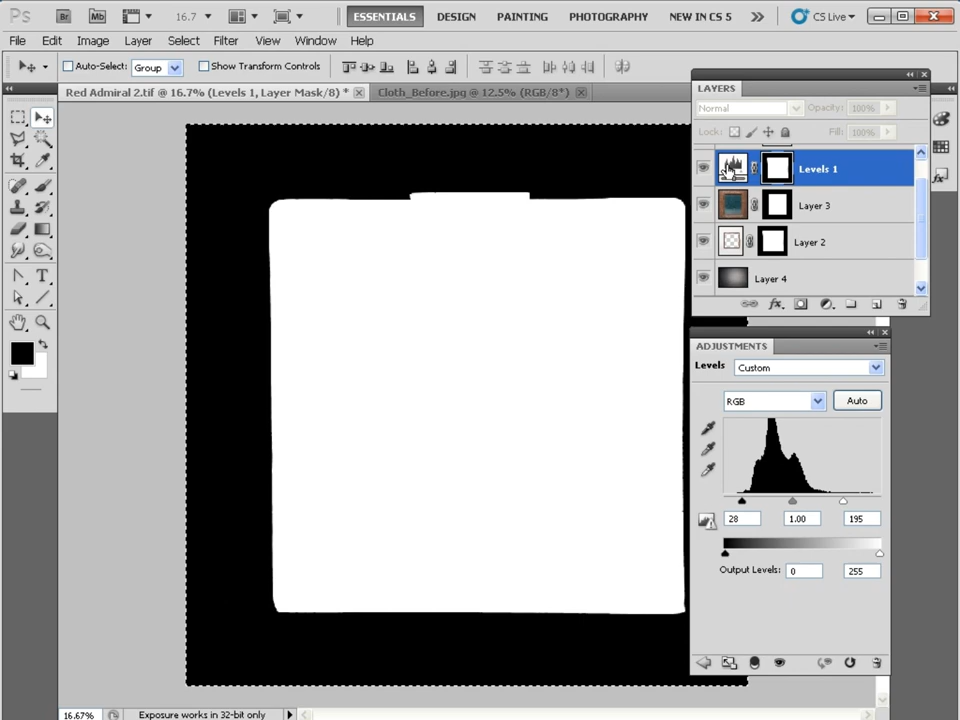 Ps Br Mb 16.7 ESSENTIALS DESIGN PAINTING PHOTOGRAPHY NEW IN CS 5 CS Live
File Edit Image Layer Select Filter View Window Help
Auto-Select: Group Show Transform Controls
Red Admiral 2.tif @ 16.7% (Levels 1, Layer Mask/8) * Cloth_Before.jpg @ 12.5% (RGB/8*)
LAYERS
Normal Opacity: 100%
Lock: Fill: 100%
Levels 1
Layer 3
Layer 2
Layer 4
fx
ADJUSTMENTS
Levels Custom
RGB Auto
28 1.00 195
Output Levels: 0 255
16.67% Exposure works in 32-bit only